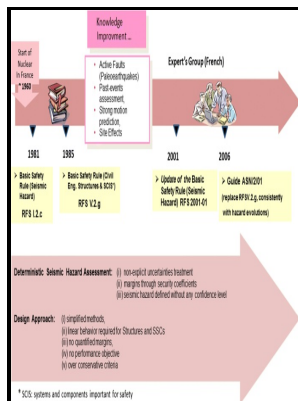 Knowledge
Improvment ...
Start of
Nuclear
In France
~ 1960
• Active Faults
(Paleoearthquakes)
• Past-events
assessment,
• Strong motion
prediction,
• Site Effects
Expert's Group (French)
1981
1985
2001
2006
➢ Basic Safety
Rule (Seismic
Hazard)
RFS I.2.c
➢ Basic Safety Rule (Civil
Eng. Structures & SCIS*)
RFS V.2.g
➢ Update of the Basic
Safety Rule (Seismic
Hazard) RFS 2001-01
➢ Guide ASN/2/01
(replace RFSV.2.g, consistently
with hazard evolutions)
Deterministic Seismic Hazard Assessment: (i) non-explicit uncertainties treatment
(ii) margins through security coefficients
(iii) seismic hazard defined without any confidence level
Design Approach: (i) simplified methods,
(ii) linear behavior required for Structures and SSCs
(iii) no quantified margins,
(iv) no performance objective
(v) over conservative criteria
* SCIS: systems and components important for safety